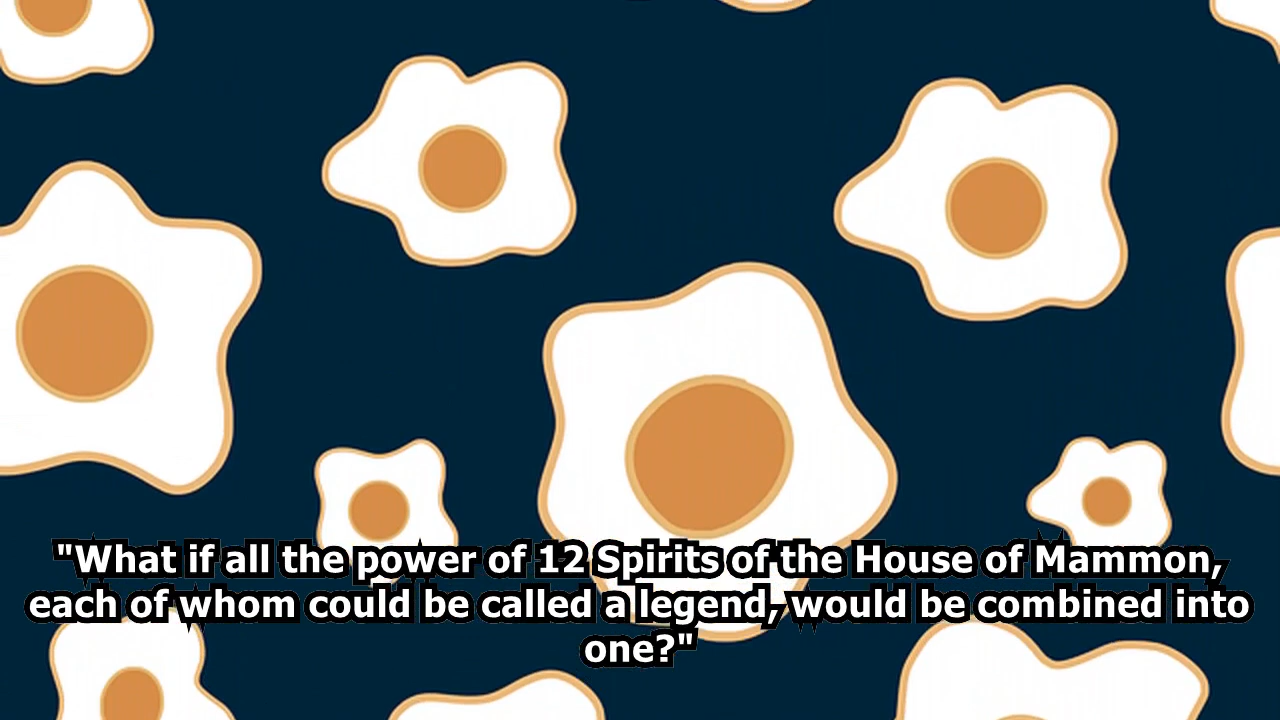 "What if all the power of 12 Spirits of the House of Mammon,
each of whom could be called a legend, would be combined into
one?"